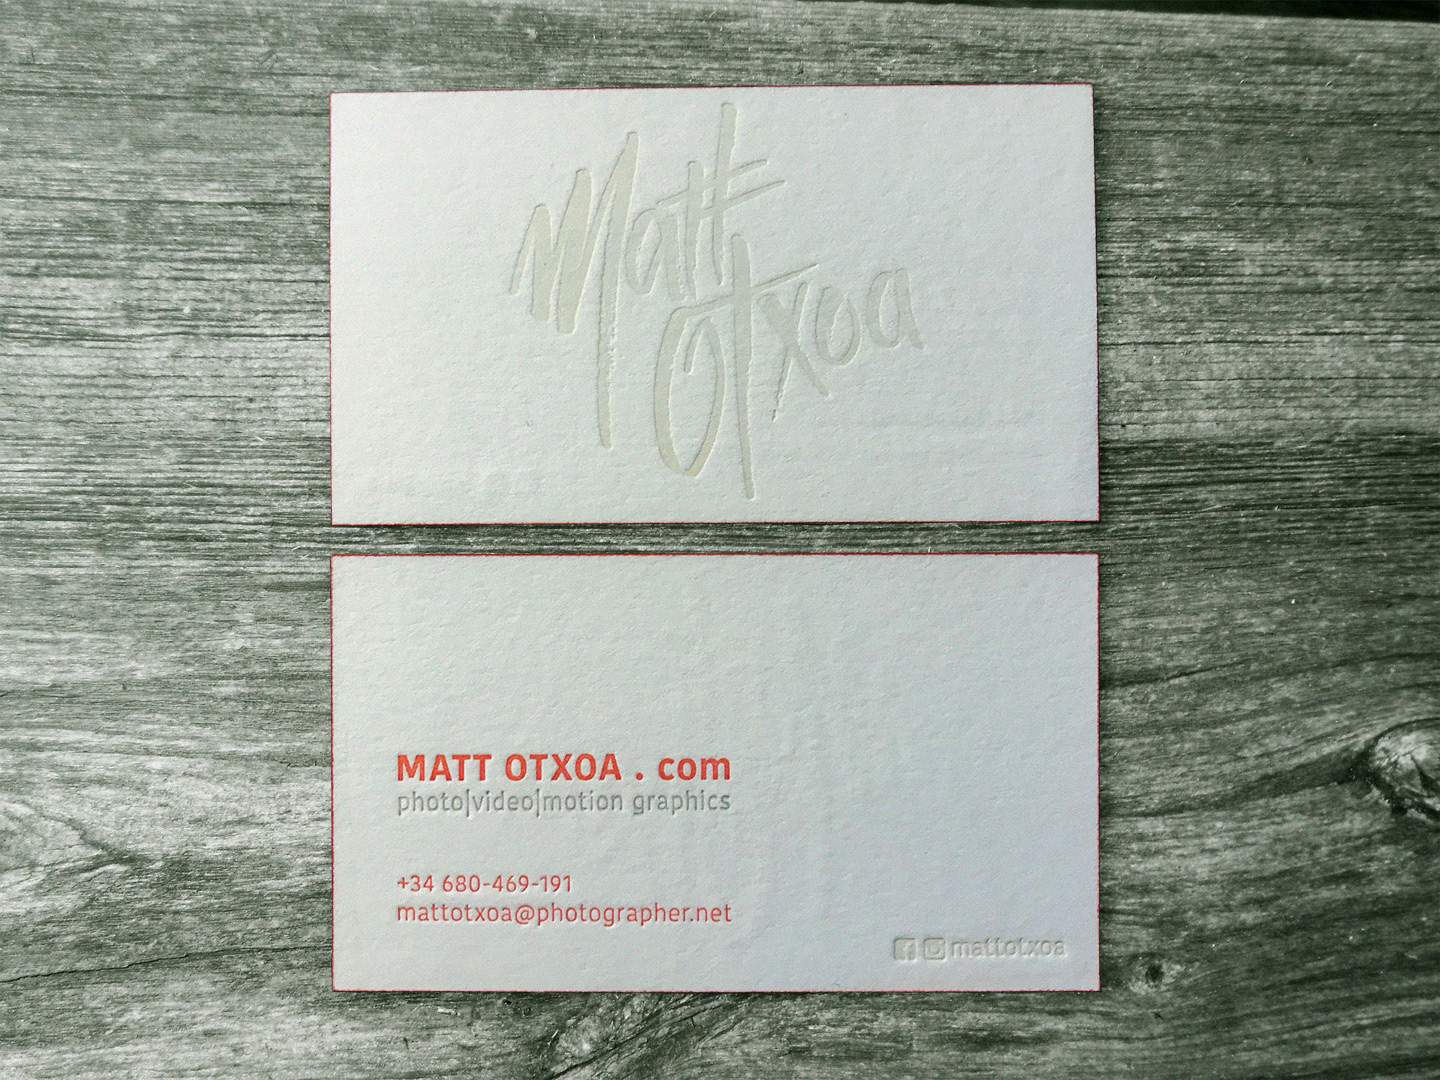 Matt
Otxoa
MATT OTXOA . com
photo|video|motion graphics
+34 680-469-191
mattotxoa@photographer.net
mattotxoa